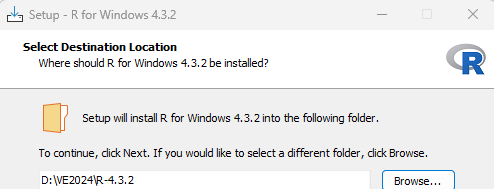 Setup - R for Windows 4.3.2
Select Destination Location
Where should R for Windows 4.3.2 be installed?
R
Setup will install R for Windows 4.3.2 into the following folder.
To continue, click Next. If you would like to select a different folder, click Browse.
D:\VE2024\R-4.3.2
Browse...